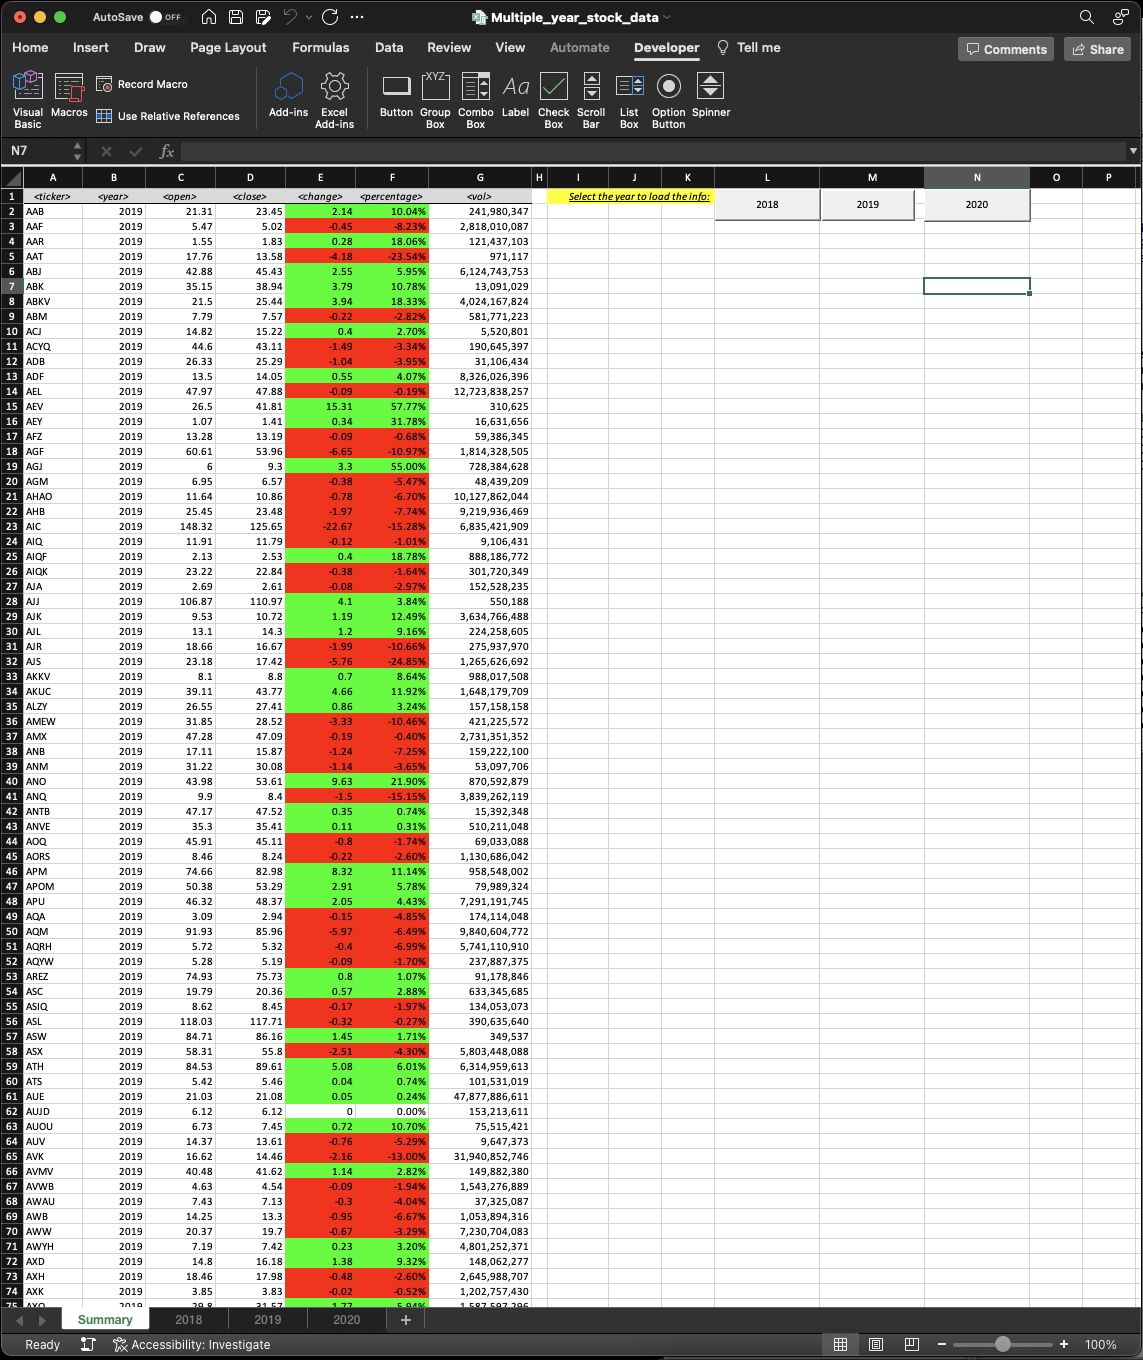 AutoSave OFF Multiple_year_stock_data
Home Insert Draw Page Layout Formulas Data Review View Automate Developer Tell me Comments Share
Visual Basic Macros Record Macro Use Relative References Add-ins Excel Add-ins Button Group Box Combo Box Label Check Box Scroll Bar List Box Option Button Spinner
N7 fx
A B C D E F G H I J K L M N O P
1 <ticker> <year> <open> <close> <change> <percentage> <vol> Select the year to load the info: 2018 2019 2020
2 AAB 2019 21.31 23.45 2.14 10.04% 241,980,347
3 AAF 2019 5.47 5.02 -0.45 -8.23% 2,818,010,087
4 AAR 2019 1.55 1.83 0.28 18.06% 121,437,103
5 AAT 2019 17.76 13.58 -4.18 -23.54% 971,117
6 ABJ 2019 42.88 45.43 2.55 5.95% 6,124,743,753
7 ABK 2019 35.15 38.94 3.79 10.78% 13,091,029
8 ABKV 2019 21.5 25.44 3.94 18.33% 4,024,167,824
9 ABM 2019 7.79 7.57 -0.22 -2.82% 581,771,223
10 ACJ 2019 14.82 15.22 0.4 2.70% 5,520,801
11 ACYQ 2019 44.6 43.11 -1.49 -3.34% 190,645,397
12 ADB 2019 26.33 25.29 -1.04 -3.95% 31,106,434
13 ADF 2019 13.5 14.05 0.55 4.07% 8,326,026,396
14 AEL 2019 47.97 47.88 -0.09 -0.19% 12,723,838,257
15 AEV 2019 26.5 41.81 15.31 57.77% 310,625
16 AEY 2019 1.07 1.41 0.34 31.78% 16,631,656
17 AFZ 2019 13.28 13.19 -0.09 -0.68% 59,386,345
18 AGF 2019 60.61 53.96 -6.65 -10.97% 1,814,328,505
19 AGJ 2019 6 9.3 3.3 55.00% 728,384,628
20 AGM 2019 6.95 6.57 -0.38 -5.47% 48,439,209
21 AHAO 2019 11.64 10.86 -0.78 -6.70% 10,127,862,044
22 AHB 2019 25.45 23.48 -1.97 -7.74% 9,219,936,469
23 AIC 2019 148.32 125.65 -22.67 -15.28% 6,835,421,909
24 AIQ 2019 11.91 11.79 -0.12 -1.01% 9,106,431
25 AIQF 2019 2.13 2.53 0.4 18.78% 888,186,772
26 AIQK 2019 23.22 22.84 -0.38 -1.64% 301,720,349
27 AJA 2019 2.69 2.61 -0.08 -2.97% 152,528,235
28 AJJ 2019 106.87 110.97 4.1 3.84% 550,188
29 AJK 2019 9.53 10.72 1.19 12.49% 3,634,766,488
30 AJL 2019 13.1 14.3 1.2 9.16% 224,258,605
31 AJR 2019 18.66 16.67 -1.99 -10.66% 275,937,970
32 AJS 2019 23.18 17.42 -5.76 -24.85% 1,265,626,692
33 AKKV 2019 8.1 8.8 0.7 8.64% 988,017,508
34 AKUC 2019 39.11 43.77 4.66 11.92% 1,648,179,709
35 ALZY 2019 26.55 27.41 0.86 3.24% 157,158,158
36 AMEW 2019 31.85 28.52 -3.33 -10.46% 421,225,572
37 AMX 2019 47.28 47.09 -0.19 -0.40% 2,731,351,352
38 ANB 2019 17.11 15.87 -1.24 -7.25% 159,222,100
39 ANM 2019 31.22 30.08 -1.14 -3.65% 53,097,706
40 ANO 2019 43.98 53.61 9.63 21.90% 870,592,879
41 ANQ 2019 9.9 8.4 -1.5 -15.15% 3,839,262,119
42 ANTB 2019 47.17 47.52 0.35 0.74% 15,392,348
43 ANVE 2019 35.3 35.41 0.11 0.31% 510,211,048
44 AOQ 2019 45.91 45.11 -0.8 -1.74% 69,033,088
45 AORS 2019 8.46 8.24 -0.22 -2.60% 1,130,686,042
46 APM 2019 74.66 82.98 8.32 11.14% 958,548,002
47 APOM 2019 50.38 53.29 2.91 5.78% 79,989,324
48 APU 2019 46.32 48.37 2.05 4.43% 7,291,191,745
49 AQA 2019 3.09 2.94 -0.15 -4.85% 174,114,048
50 AQM 2019 91.93 85.96 -5.97 -6.49% 9,840,604,772
51 AQRH 2019 5.72 5.32 -0.4 -6.99% 5,741,110,910
52 AQYW 2019 5.28 5.19 -0.09 -1.70% 237,887,375
53 AREZ 2019 74.93 75.73 0.8 1.07% 91,178,846
54 ASC 2019 19.79 20.36 0.57 2.88% 633,345,685
55 ASIQ 2019 8.62 8.45 -0.17 -1.97% 134,053,073
56 ASL 2019 118.03 117.71 -0.32 -0.27% 390,635,640
57 ASW 2019 84.71 86.16 1.45 1.71% 349,537
58 ASX 2019 58.31 55.8 -2.51 -4.30% 5,803,448,088
59 ATH 2019 84.53 89.61 5.08 6.01% 6,314,959,613
60 ATS 2019 5.42 5.46 0.04 0.74% 101,531,019
61 AUE 2019 21.03 21.08 0.05 0.24% 47,877,886,611
62 AUJD 2019 6.12 6.12 0 0.00% 153,213,611
63 AUOU 2019 6.73 7.45 0.72 10.70% 75,515,421
64 AUV 2019 14.37 13.61 -0.76 -5.29% 9,647,373
65 AVK 2019 16.62 14.46 -2.16 -13.00% 31,940,852,746
66 AVMV 2019 40.48 41.62 1.14 2.82% 149,882,380
67 AVWB 2019 4.63 4.54 -0.09 -1.94% 1,543,276,889
68 AWAU 2019 7.43 7.13 -0.3 -4.04% 37,325,087
69 AWB 2019 14.25 13.3 -0.95 -6.67% 1,053,894,316
70 AWW 2019 20.37 19.7 -0.67 -3.29% 7,230,704,083
71 AWYH 2019 7.19 7.42 0.23 3.20% 4,801,252,371
72 AXD 2019 14.8 16.18 1.38 9.32% 148,062,277
73 AXH 2019 18.46 17.98 -0.48 -2.60% 2,645,988,707
74 AXK 2019 3.85 3.83 -0.02 -0.52% 1,202,757,430
75 2019 29.8 31.57 1.77 5.94%
Summary 2018 2019 2020 +
Ready Accessibility: Investigate 100%